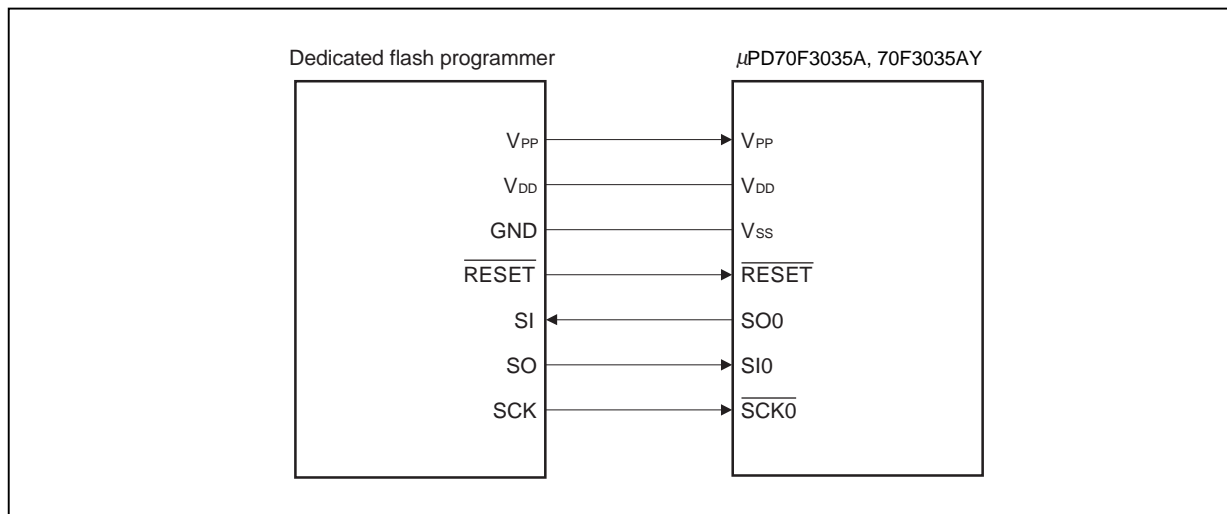 Dedicated flash programmer μPD70F3035A, 70F3035AY
VPP VPP
VDD VDD
GND VSS
RESET RESET
SI SO0
SO SI0
SCK SCK0